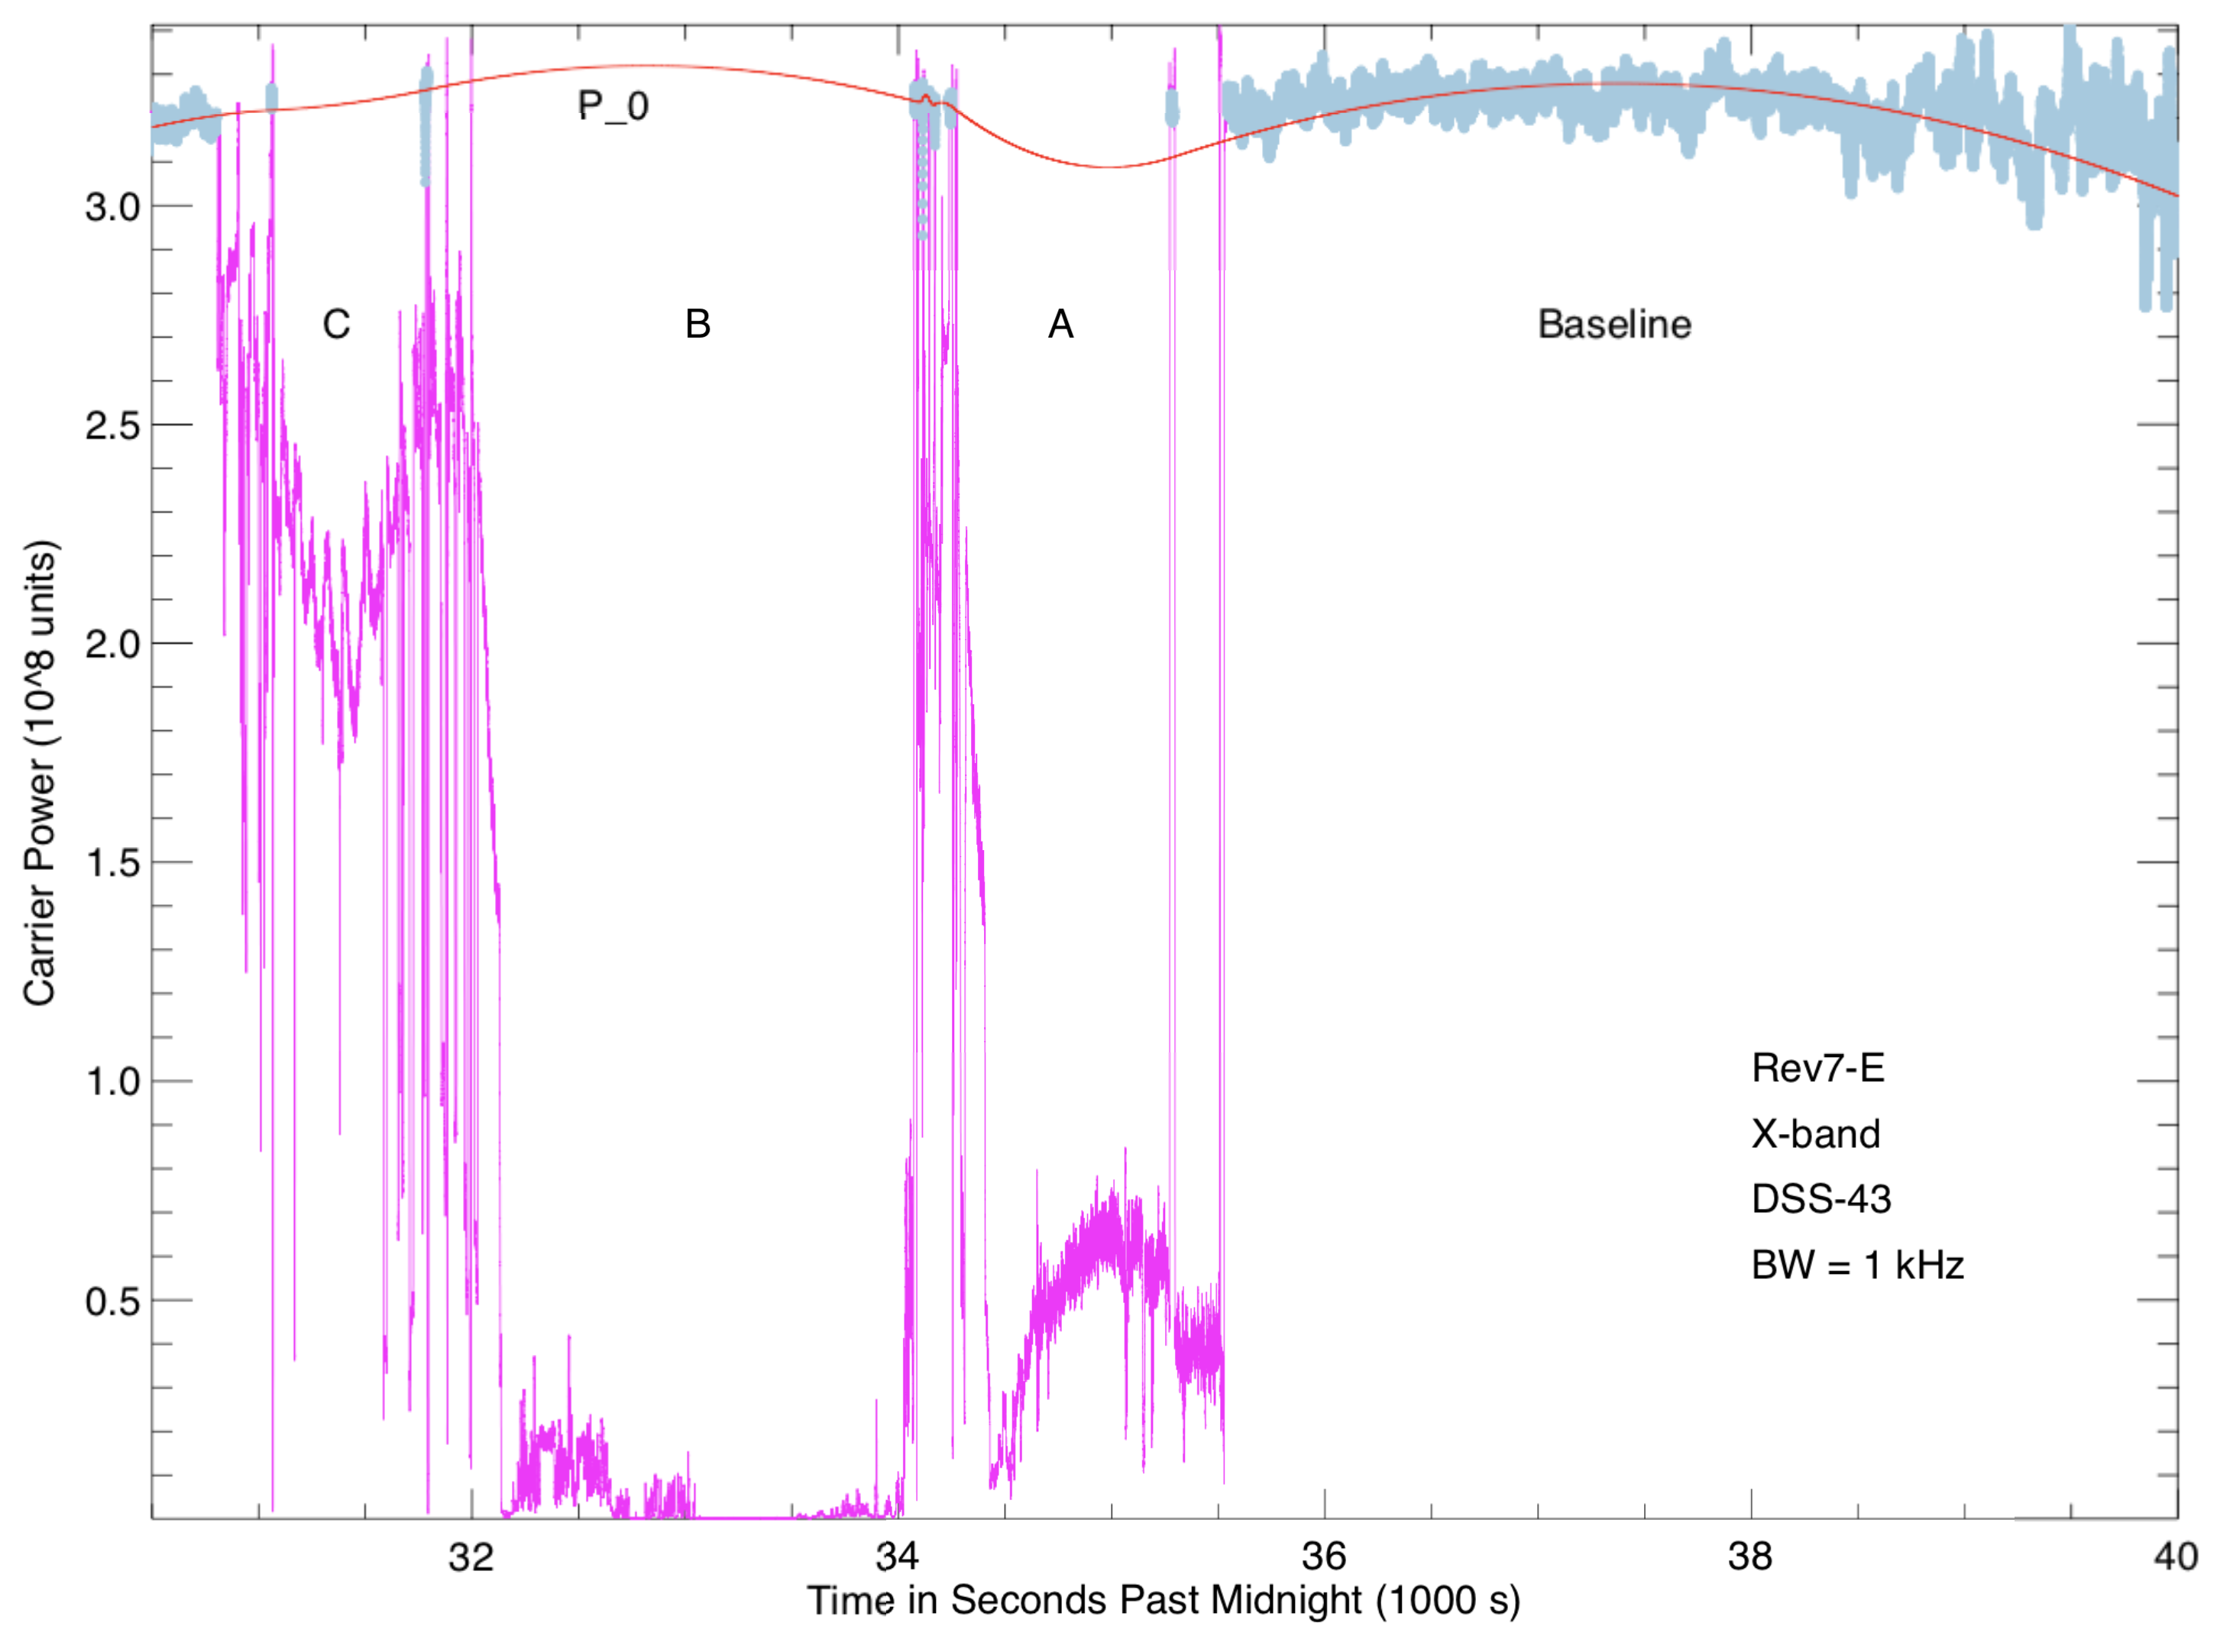 P_0
C
B
A
Baseline
3.0
2.5
2.0
1.5
1.0
0.5
Carrier Power (10^8 units)
Rev7-E
X-band
DSS-43
BW = 1 kHz
32
34
36
38
40
Time in Seconds Past Midnight (1000 s)